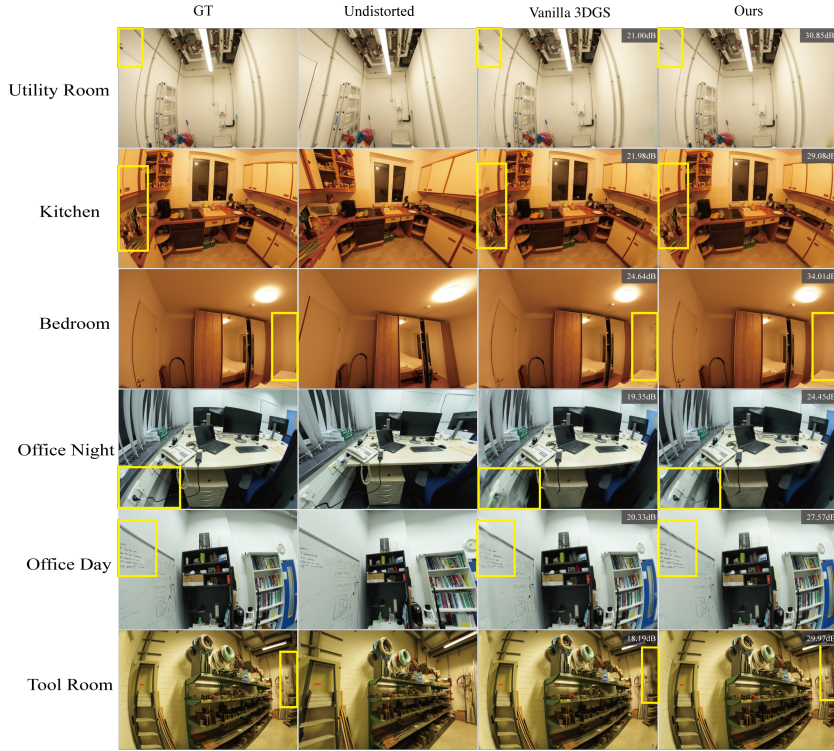 GT Undistorted Vanilla 3DGS Ours
Utility Room 21.00dB 30.85dB
Kitchen 21.98dB 29.08dB
Bedroom 24.64dB 34.01dB
Office Night 19.35dB 24.45dB
Office Day 20.33dB 27.57dB
Tool Room 18.19dB 29.97dB